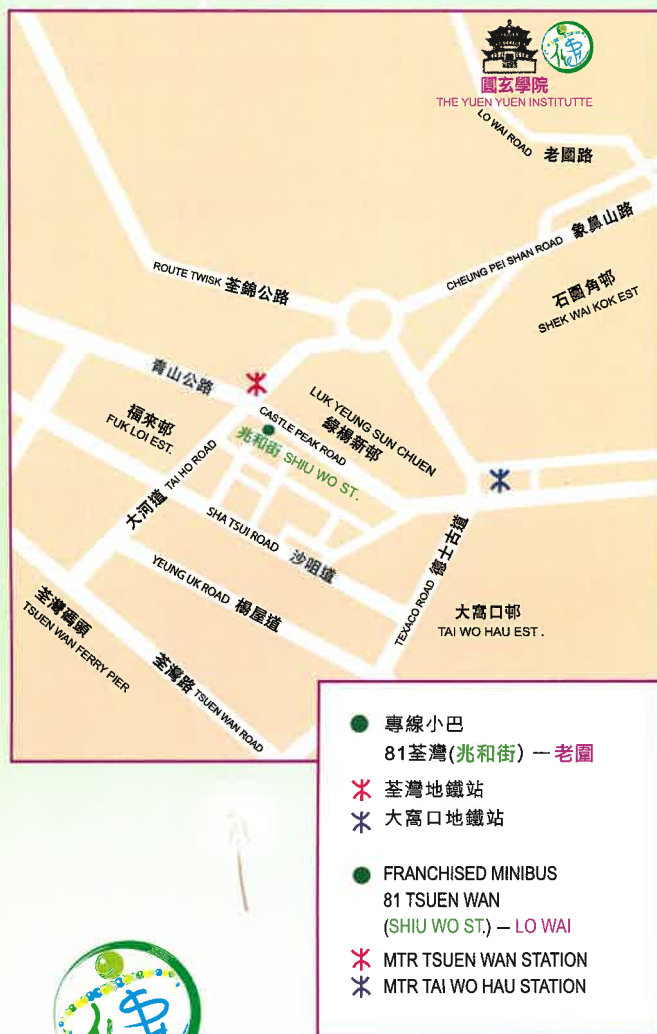 圓玄學院
THE YUEN YUEN INSTITUTTE
LO WAI ROAD 老圍路
CHEUNG PEI SHAN ROAD 象鼻山路
ROUTE TWISK 荃錦公路
石圍角邨
SHEK WAI KOK EST
青山公路
CASTLE PEAK ROAD
LUK YEUNG SUN CHUEN
綠楊新邨
福來邨
FUK LOI EST.
兆和街 SHIU WO ST.
大河道 TAI HO ROAD
SHA TSUI ROAD 沙咀道
YEUNG UK ROAD 楊屋道
TEXACO ROAD 德士古道
大窩口邨
TAI WO HAU EST .
荃灣碼頭
TSUEN WAN FERRY PIER
荃灣路 TSUEN WAN ROAD
專線小巴
81荃灣(兆和街) — 老圍
荃灣地鐵站
大窩口地鐵站
FRANCHISED MINIBUS
81 TSUEN WAN
(SHIU WO ST.) — LO WAI
MTR TSUEN WAN STATION
MTR TAI WO HAU STATION